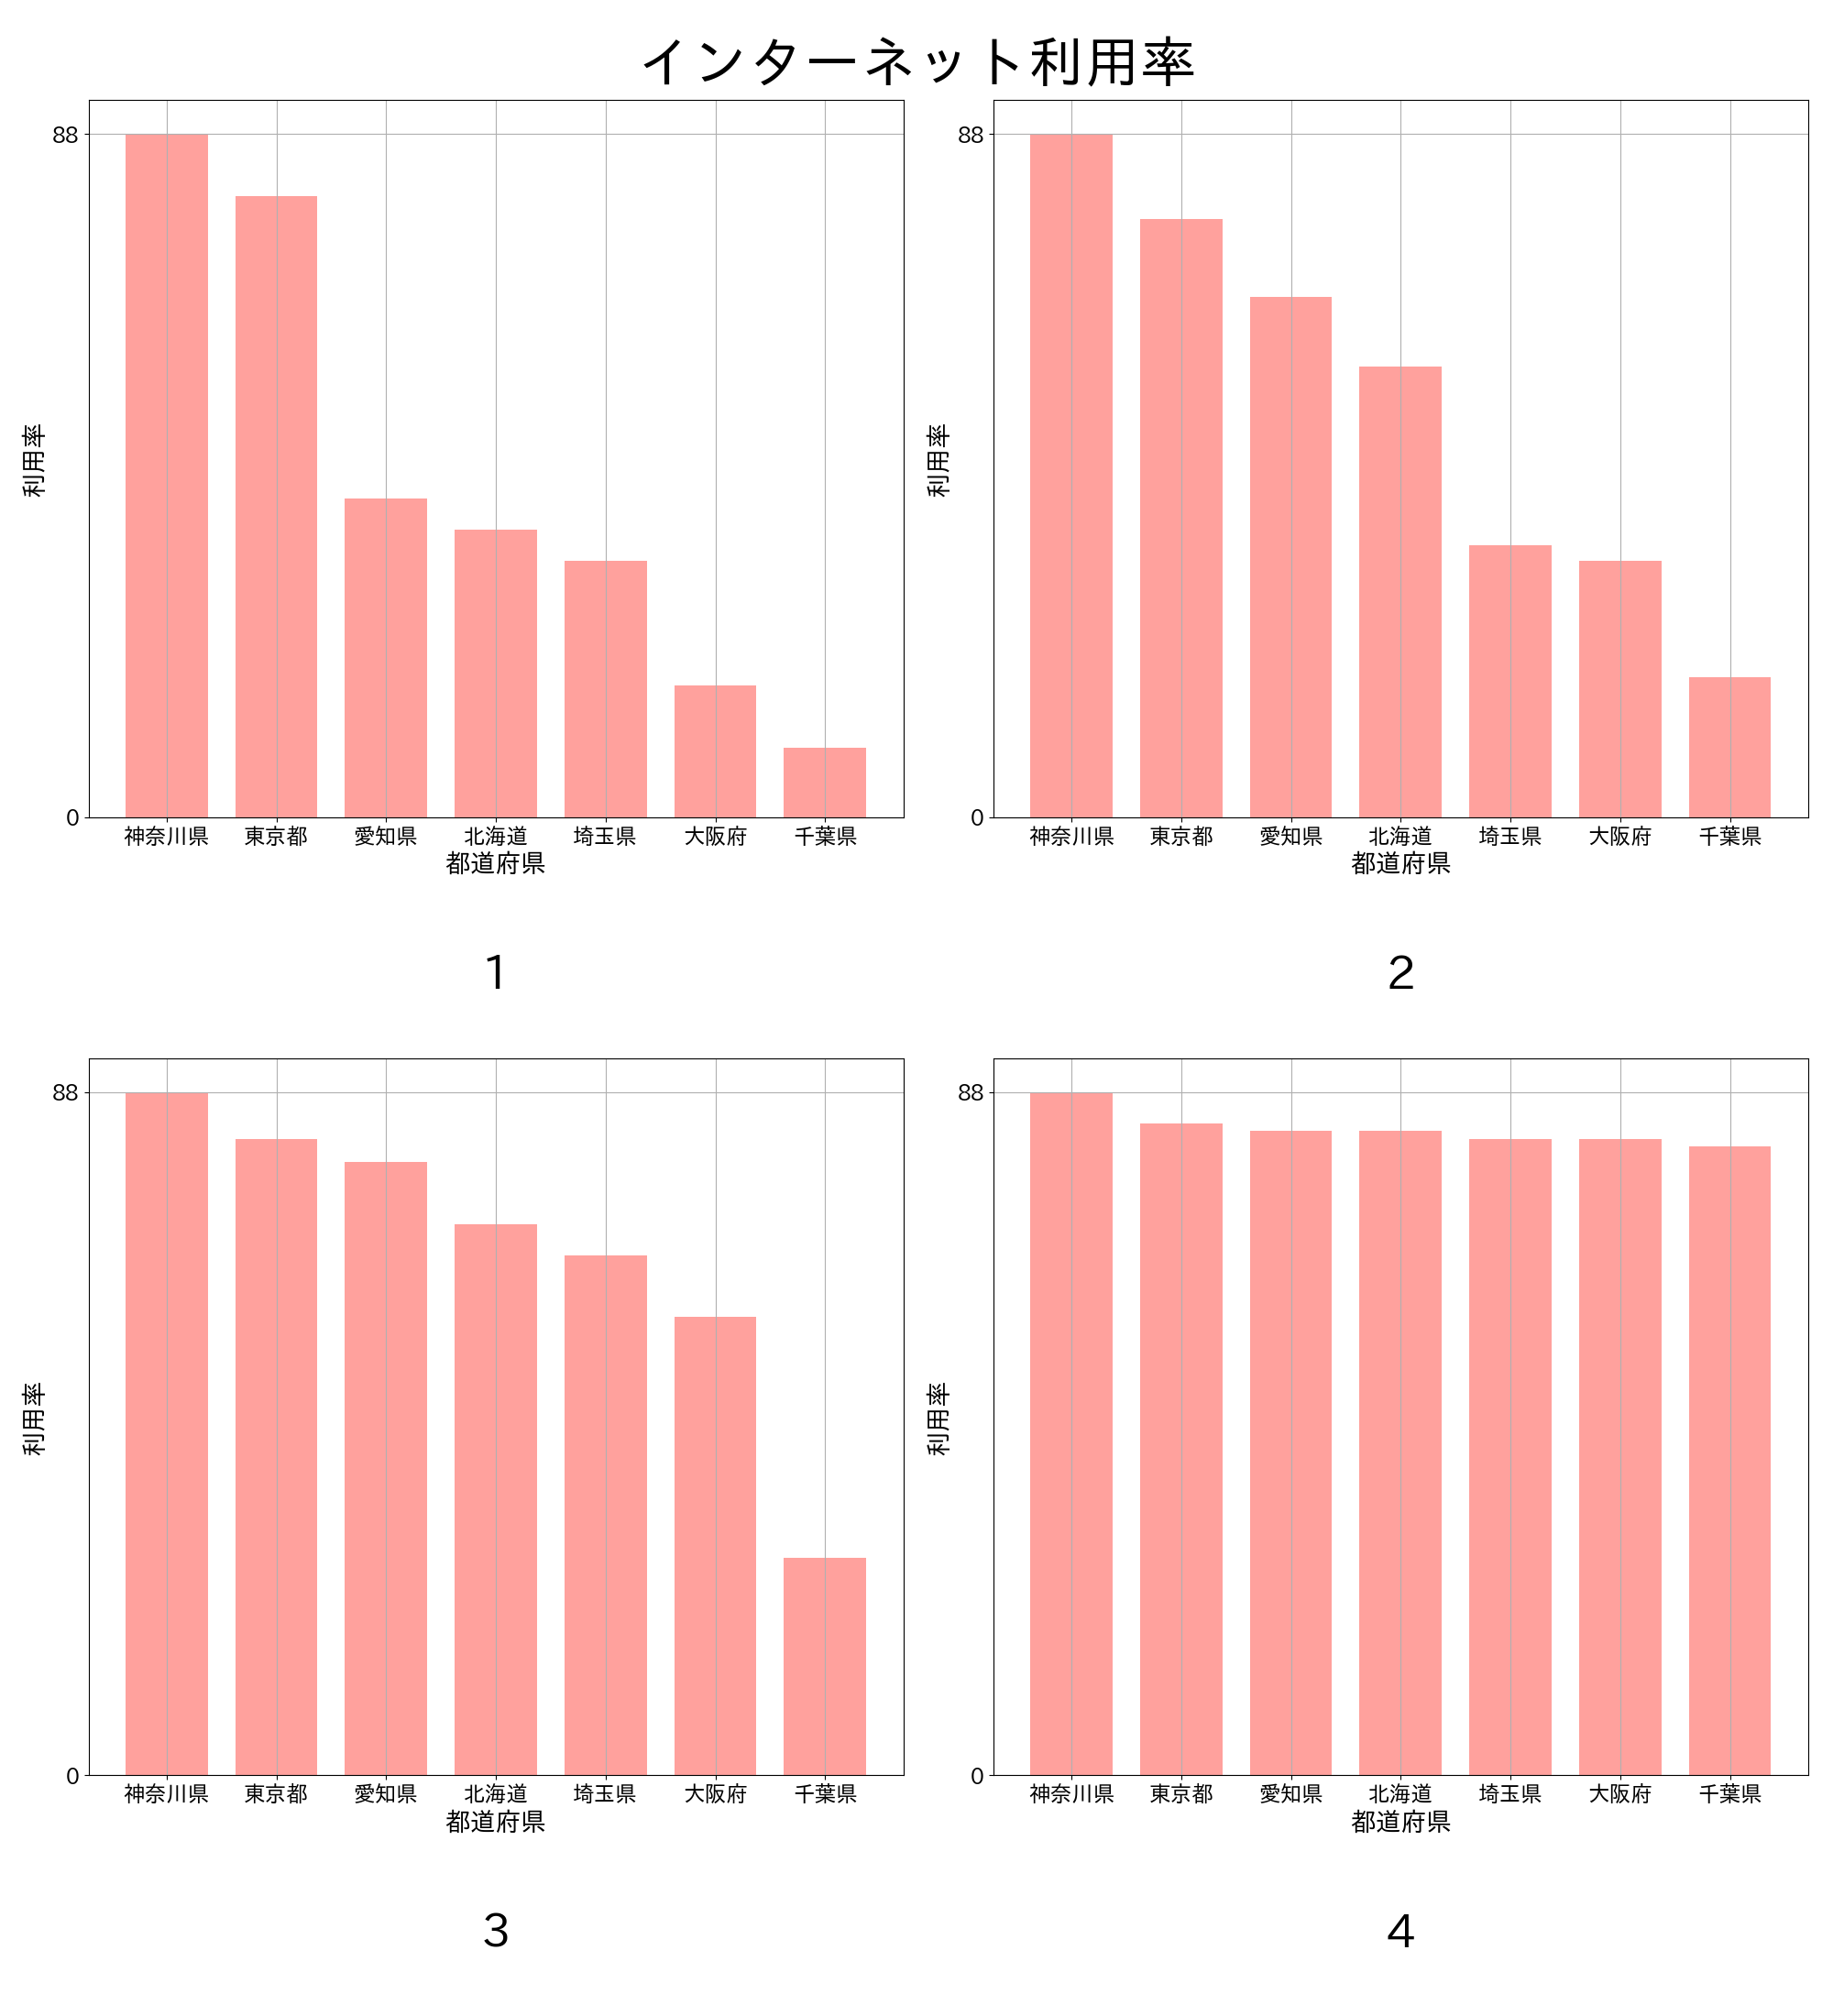 インターネット利用率
88
0
利用率
神奈川県 東京都 愛知県 北海道 埼玉県 大阪府 千葉県
都道府県
1
88
0
利用率
神奈川県 東京都 愛知県 北海道 埼玉県 大阪府 千葉県
都道府県
2
88
0
利用率
神奈川県 東京都 愛知県 北海道 埼玉県 大阪府 千葉県
都道府県
3
88
0
利用率
神奈川県 東京都 愛知県 北海道 埼玉県 大阪府 千葉県
都道府県
4